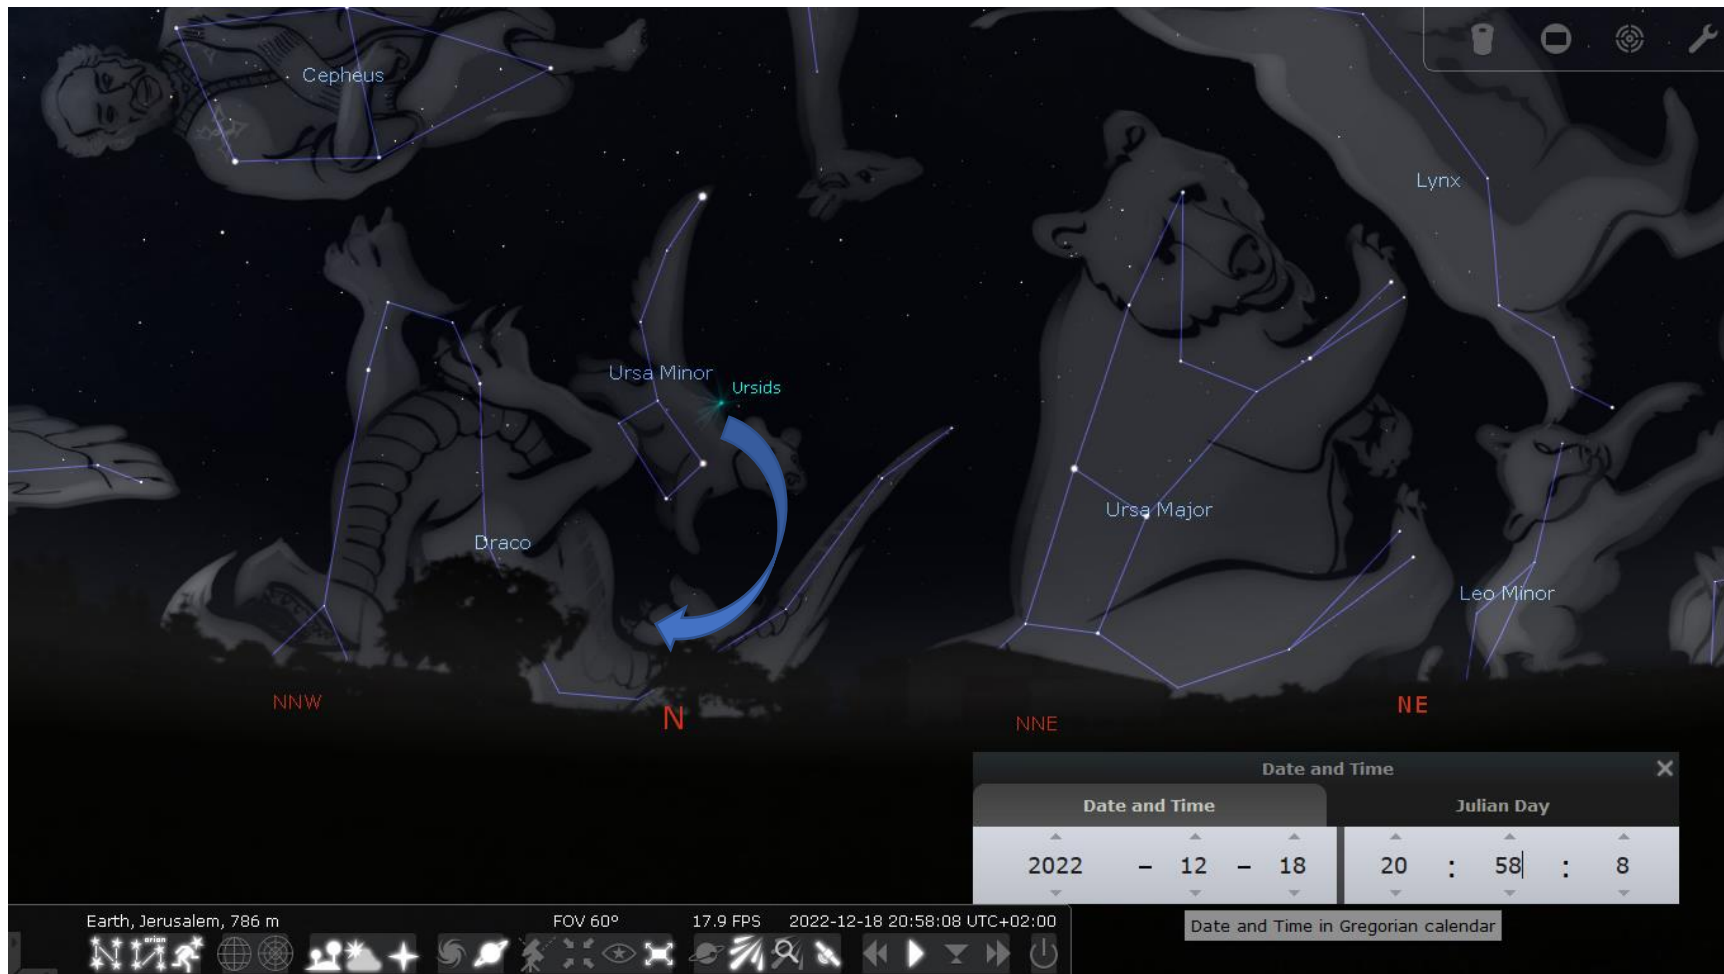 Cepheus
Lynx
Ursa Minor
Ursids
Ursa Major
Draco
Leo Minor
NNW
N
NNE
NE
Date and Time
Date and Time Julian Day
2022 - 12 - 18 20 : 58 : 8
Earth, Jerusalem, 786 m FOV 60° 17.9 FPS 2022-12-18 20:58:08 UTC+02:00
Date and Time in Gregorian calendar